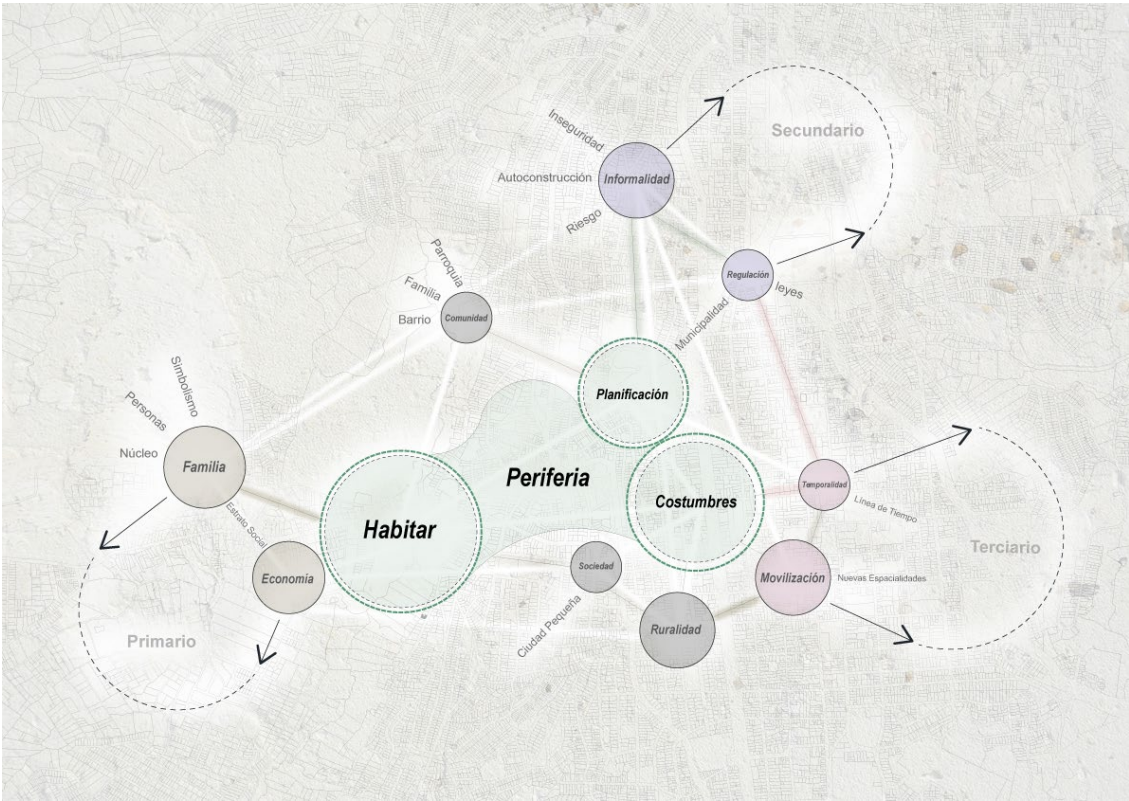 Secundario
Inseguridad
Autoconstrucción
Informalidad
Riesgo
Parroquia
Familia
Barrio
Comunidad
Regulación
leyes
Municipalidad
Planificación
Simbolismo
Personas
Núcleo
Familia
Estrato Social
Economia
Primario
Habitar
Periferia
Costumbres
Temporalidad
Línea de Tiempo
Terciario
Sociedad
Ciudad Pequeña
Ruralidad
Movilización
Nuevas Espacialidades